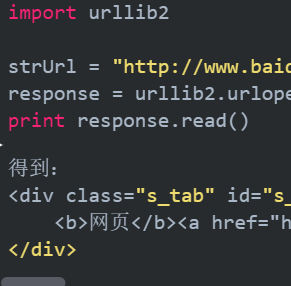 import urllib2
strUrl = "http://www.baid
response = urllib2.urlope
print response.read()
得到：
<div class="s_tab" id="s_
<b>网页</b><a href="h
</div>